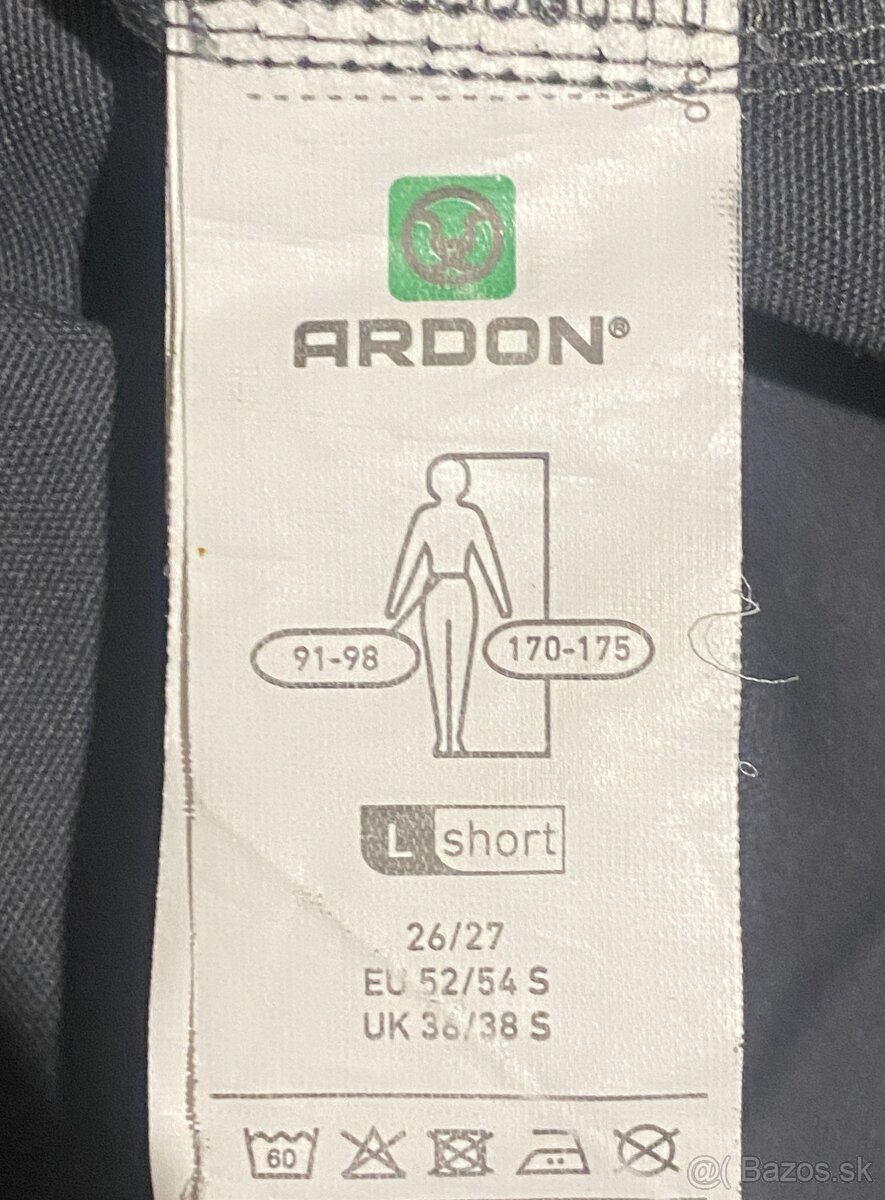 ARDON®
91-98
170-175
L short
26/27
EU 52/54 S
UK 36/38 S
60
@( Bazos.sk